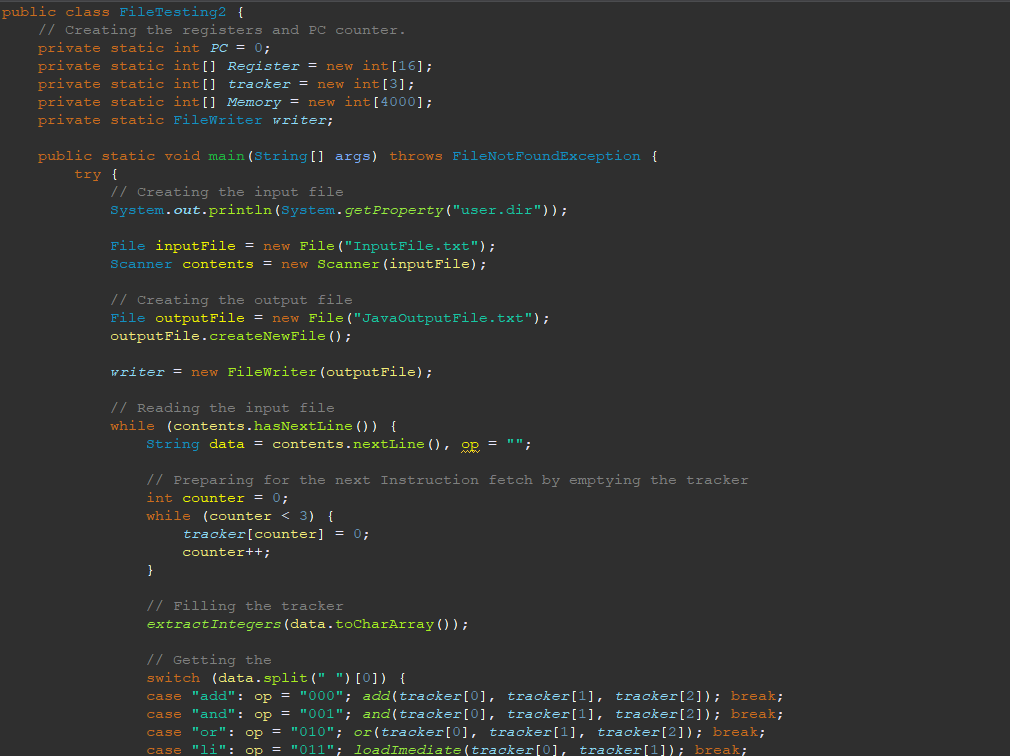 public class FileTesting2 {
// Creating the registers and PC counter.
private static int PC = 0;
private static int[] Register = new int[16];
private static int[] tracker = new int[3];
private static int[] Memory = new int[4000];
private static FileWriter writer;
public static void main(String[] args) throws FileNotFoundException {
try {
// Creating the input file
System.out.println(System.getProperty("user.dir"));
File inputFile = new File("InputFile.txt");
Scanner contents = new Scanner(inputFile);
// Creating the output file
File outputFile = new File("JavaOutputFile.txt");
outputFile.createNewFile();
writer = new FileWriter(outputFile);
// Reading the input file
while (contents.hasNextLine()) {
String data = contents.nextLine(), op = "";
// Preparing for the next Instruction fetch by emptying the tracker
int counter = 0;
while (counter < 3) {
tracker[counter] = 0;
counter++;
}
// Filling the tracker
extractIntegers(data.toCharArray());
// Getting the
switch (data.split(" ")[0]) {
case "add": op = "000"; add(tracker[0], tracker[1], tracker[2]); break;
case "and": op = "001"; and(tracker[0], tracker[1], tracker[2]); break;
case "or": op = "010"; or(tracker[0], tracker[1], tracker[2]); break;
case "li": op = "011"; loadImediate(tracker[0], tracker[1]); break;